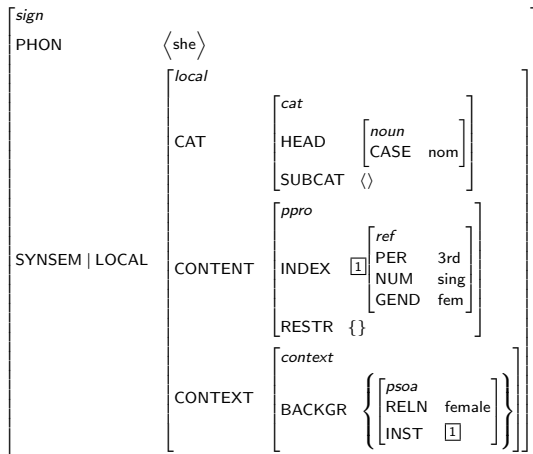 sign
PHON ⟨she⟩
local
cat
HEAD noun
CAT CASE nom
SUBCAT ⟨⟩
ppro
ref
SYNSEM | LOCAL CONTENT INDEX 1 PER 3rd
NUM sing
GEND fem
RESTR {}
context
psoa
CONTEXT BACKGR { RELN female }
INST 1